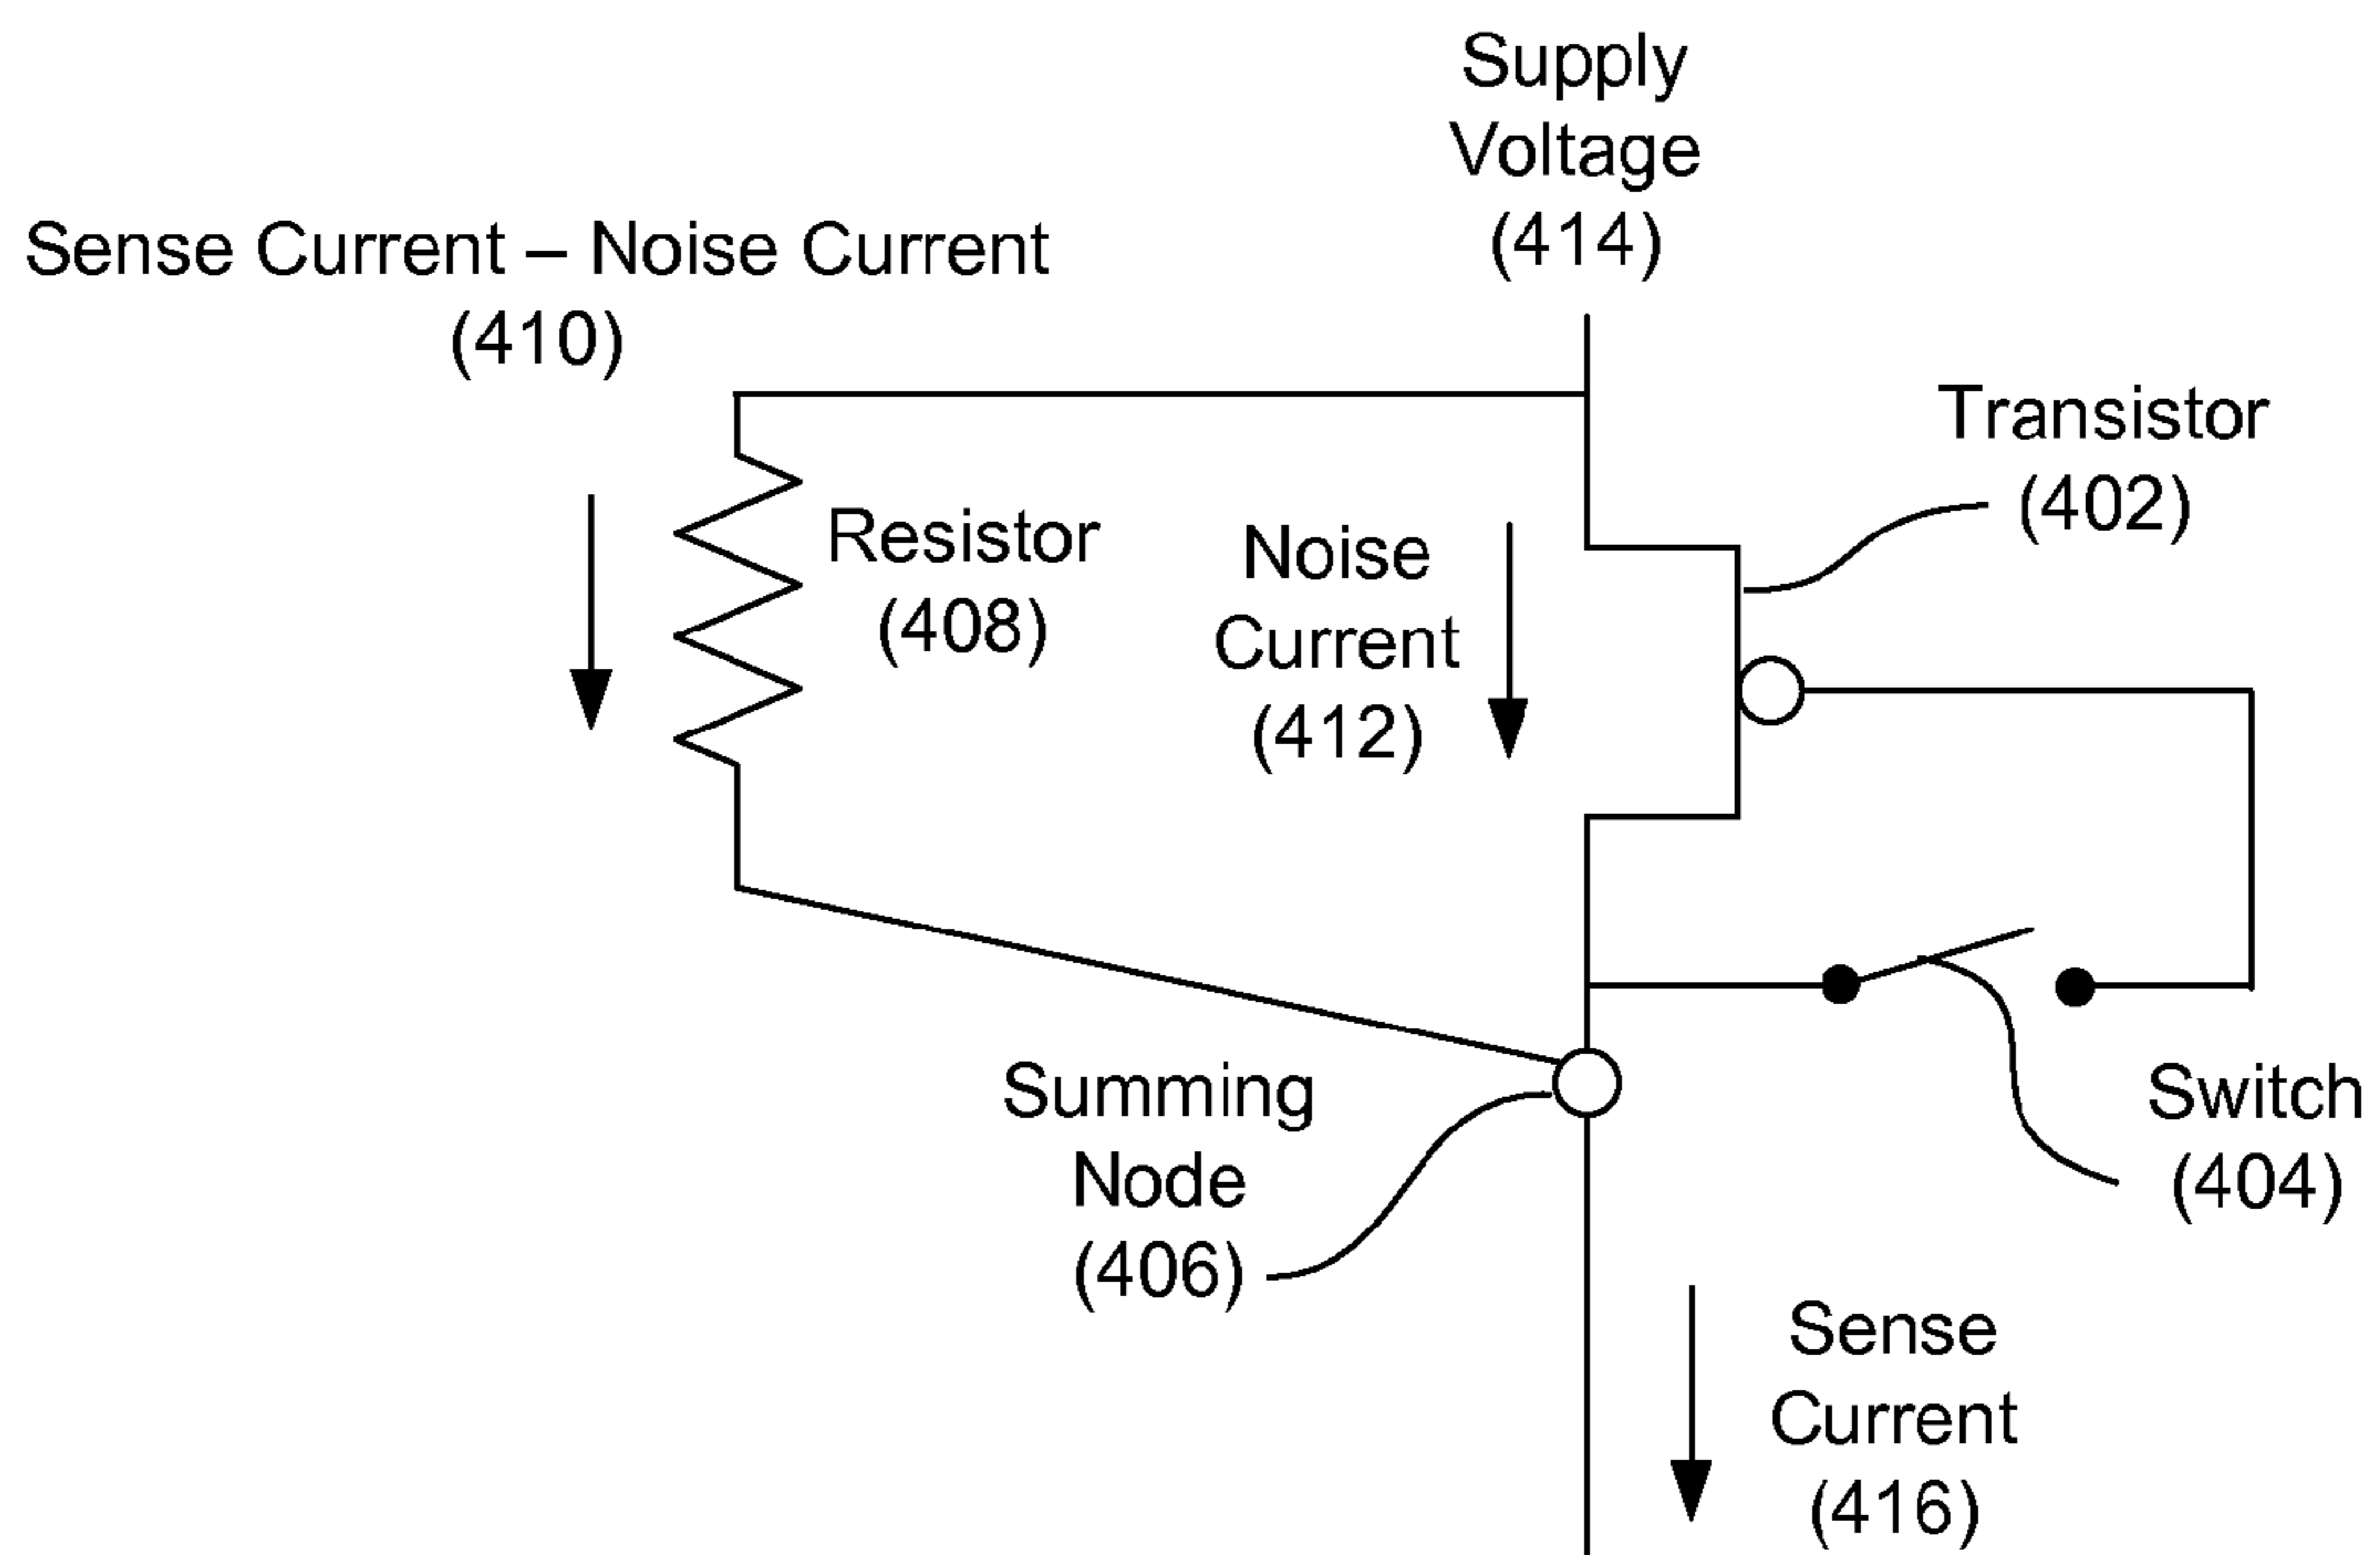 Supply
Voltage
(414)
Sense Current – Noise Current
(410)
Transistor
(402)
Resistor
(408)
Noise
Current
(412)
Summing
Node
(406)
Switch
(404)
Sense
Current
(416)